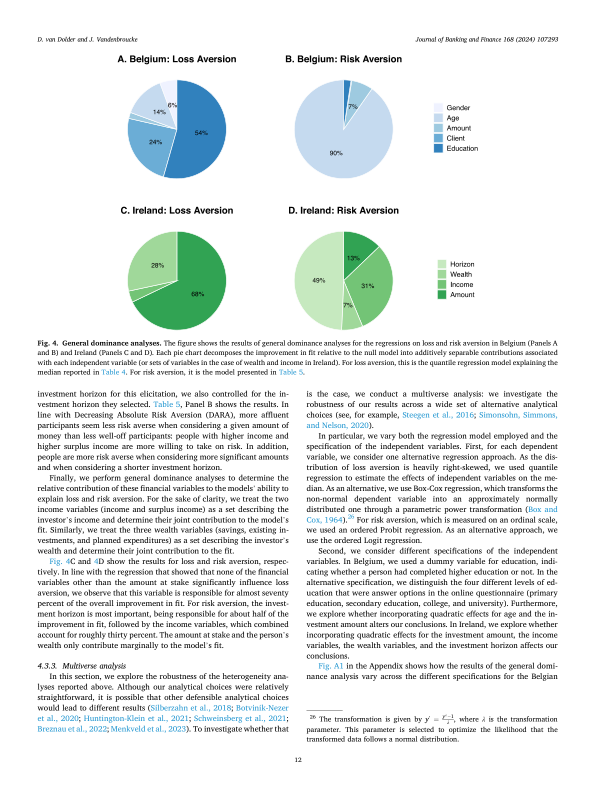 D. van Dolder and J. Vandenbroucke
Journal of Banking and Finance 168 (2024) 107293
A. Belgium: Loss Aversion
B. Belgium: Risk Aversion
6%
14%
24%
54%
7%
90%
Gender
Age
Amount
Client
Education
C. Ireland: Loss Aversion
D. Ireland: Risk Aversion
28%
68%
13%
49%
31%
7%
Horizon
Wealth
Income
Amount
Fig. 4. General dominance analyses. The figure shows the results of general dominance analyses for the regressions on loss and risk aversion in Belgium (Panels A
and B) and Ireland (Panels C and D). Each pie chart decomposes the improvement in fit relative to the null model into additively separable contributions associated
with each independent variable (or sets of variables in the case of wealth and income in Ireland). For loss aversion, this is the quantile regression model explaining the
median reported in Table 4. For risk aversion, it is the model presented in Table 5.
investment horizon for this elicitation, we also controlled for the in-
vestment horizon they selected. Table 5, Panel B shows the results. In
line with Decreasing Absolute Risk Aversion (DARA), more affluent
participants seem less risk averse when considering a given amount of
money than less well-off participants: people with higher income and
higher surplus income are more willing to take on risk. In addition,
people are more risk averse when considering more significant amounts
and when considering a shorter investment horizon.
Finally, we perform general dominance analyses to determine the
relative contribution of these financial variables to the models' ability to
explain loss and risk aversion. For the sake of clarity, we treat the two
income variables (income and surplus income) as a set describing the
investor's income and determine their joint contribution to the model's
fit. Similarly, we treat the three wealth variables (savings, existing in-
vestments, and planned expenditures) as a set describing the investor's
wealth and determine their joint contribution to the fit.
Fig. 4C and 4D show the results for loss and risk aversion, respec-
tively. In line with the regression that showed that none of the financial
variables other than the amount at stake significantly influence loss
aversion, we observe that this variable is responsible for almost seventy
percent of the overall improvement in fit. For risk aversion, the invest-
ment horizon is most important, being responsible for about half of the
improvement in fit, followed by the income variables, which combined
account for roughly thirty percent. The amount at stake and the person's
wealth only contribute marginally to the model's fit.
4.3.3. Multiverse analysis
In this section, we explore the robustness of the heterogeneity ana-
lyses reported above. Although our analytical choices were relatively
straightforward, it is possible that other defensible analytical choices
would lead to different results (Silberzahn et al., 2018; Botvinik-Nezer
et al., 2020; Huntington-Klein et al., 2021; Schweinsberg et al., 2021;
Breznau et al., 2022; Menkveld et al., 2023). To investigate whether that
is the case, we conduct a multiverse analysis: we investigate the
robustness of our results across a wide set of alternative analytical
choices (see, for example, Steegen et al., 2016; Simonsohn, Simmons,
and Nelson, 2020).
In particular, we vary both the regression model employed and the
specification of the independent variables. First, for each dependent
variable, we consider one alternative regression approach. As the dis-
tribution of loss aversion is heavily right-skewed, we used quantile
regression to estimate the effects of independent variables on the me-
dian. As an alternative, we use Box-Cox regression, which transforms the
non-normal dependent variable into an approximately normally
distributed one through a parametric power transformation (Box and
Cox, 1964).26 For risk aversion, which is measured on an ordinal scale,
we used an ordered Probit regression. As an alternative approach, we
use the ordered Logit regression.
Second, we consider different specifications of the independent
variables. In Belgium, we used a dummy variable for education, indi-
cating whether a person had completed higher education or not. In the
alternative specification, we distinguish the four different levels of ed-
ucation that were answer options in the online questionnaire (primary
education, secondary education, college, and university). Furthermore,
we explore whether incorporating quadratic effects for age and the in-
vestment amount alters our conclusions. In Ireland, we explore whether
incorporating quadratic effects for the investment amount, the income
variables, the wealth variables, and the investment horizon affects our
conclusions.
Fig. A1 in the Appendix shows how the results of the general domi-
nance analysis vary across the different specifications for the Belgian
26 The transformation is given by y′ = (y^λ−1)/λ, where λ is the transformation
parameter. This parameter is selected to optimize the likelihood that the
transformed data follows a normal distribution.
12